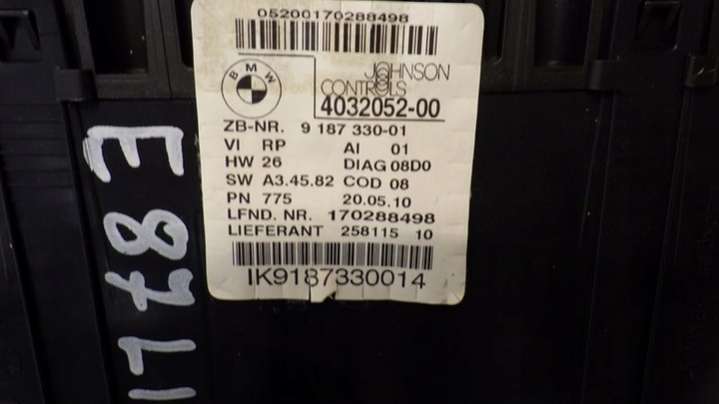 05200170288498
BMW
JOHNSON
CONTROLS
4032052-00
ZB-NR. 9 187 330-01
VI RP AI 01
HW 26 DIAG 08D0
SW A3.45.82 COD 08
PN 775 20.05.10
LFND. NR. 170288498
LIEFERANT 258115 10
IK9187330014